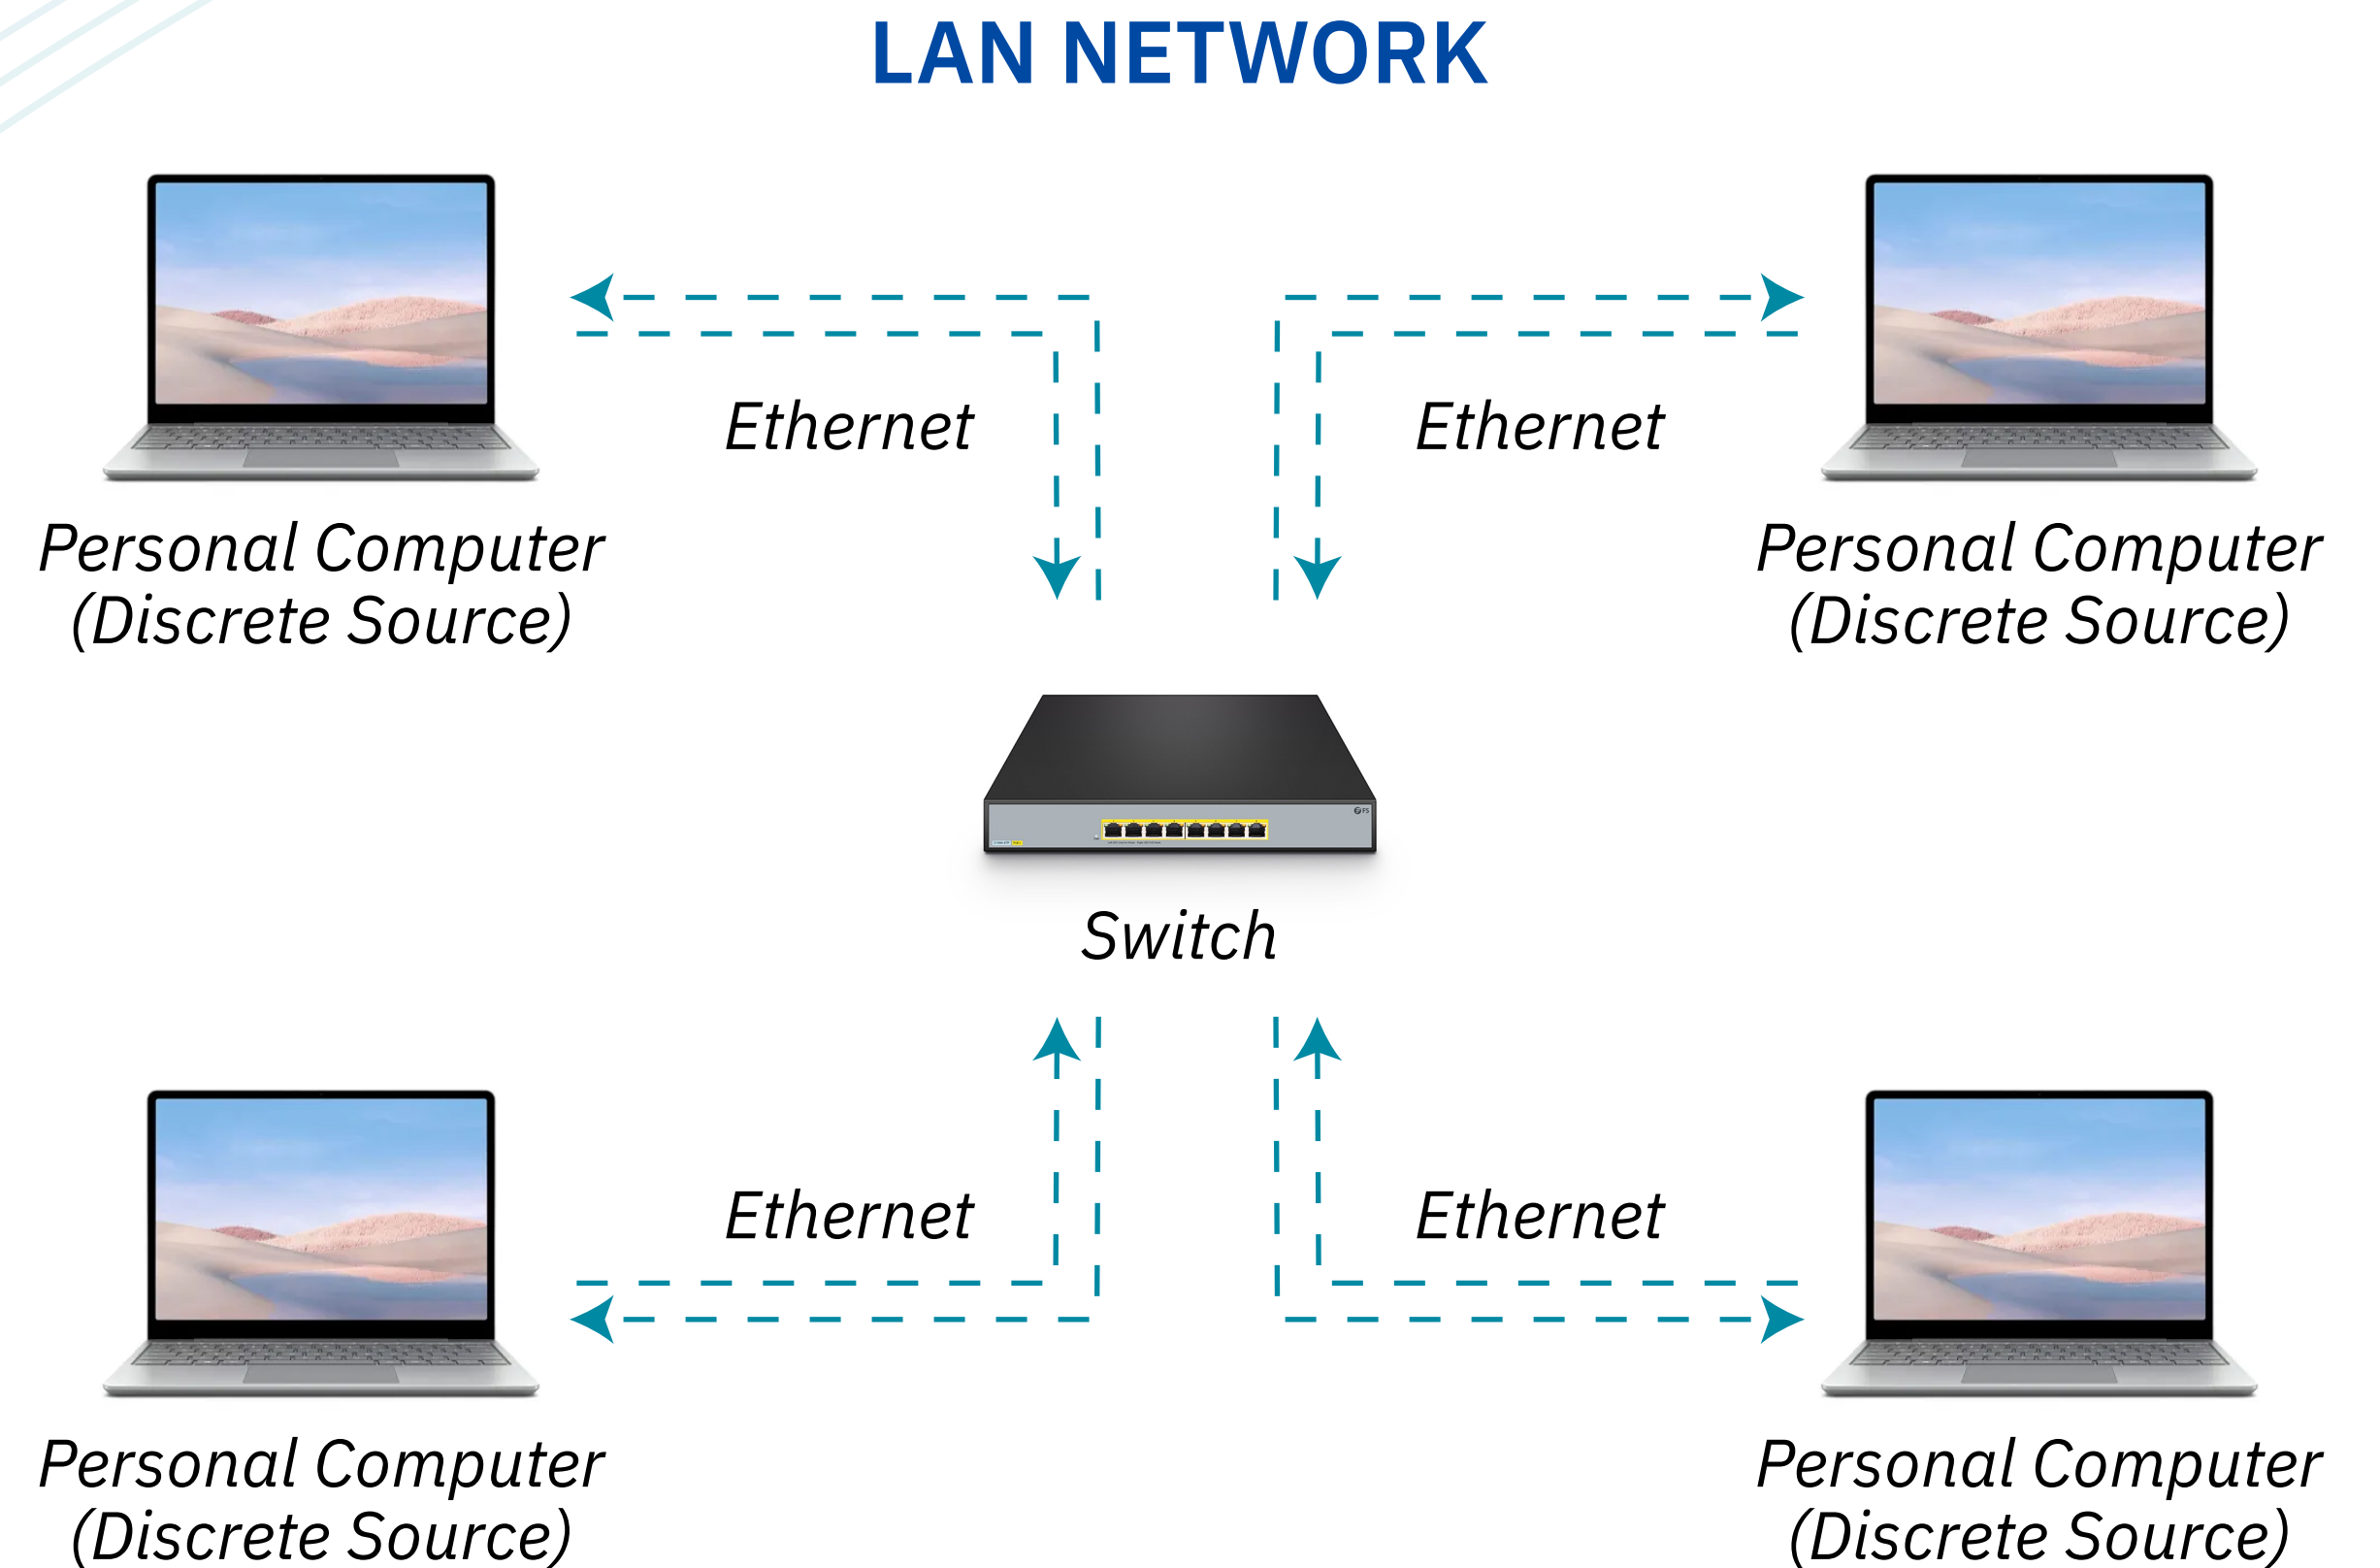 LAN NETWORK
Ethernet
Ethernet
Personal Computer
(Discrete Source)
Personal Computer
(Discrete Source)
FS
Switch
Ethernet
Ethernet
Personal Computer
(Discrete Source)
Personal Computer
(Discrete Source)